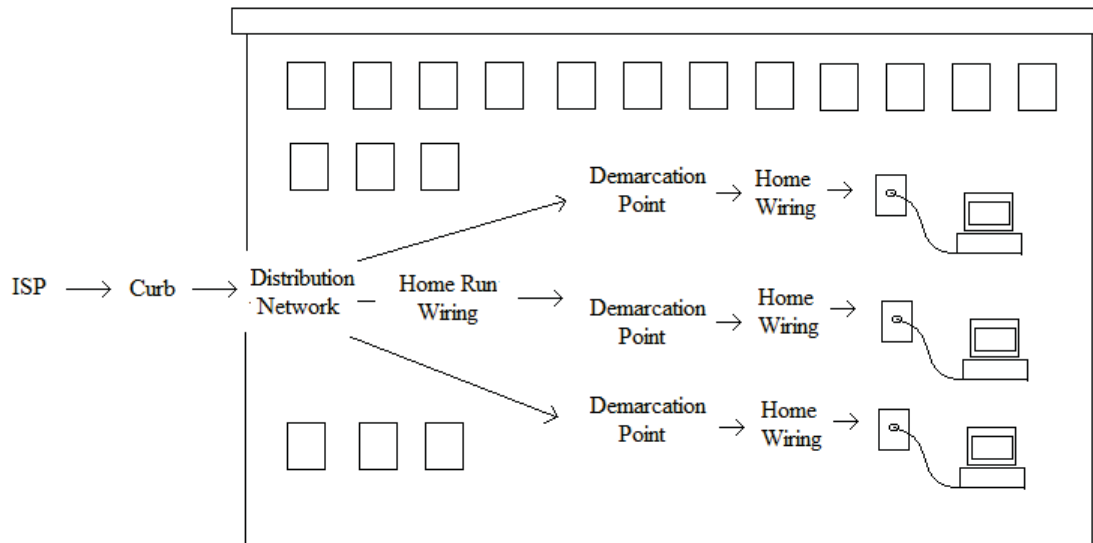 ISP
Curb
Distribution
Network
Home Run
Wiring
Demarcation
Point
Home
Wiring
Demarcation
Point
Home
Wiring
Demarcation
Point
Home
Wiring